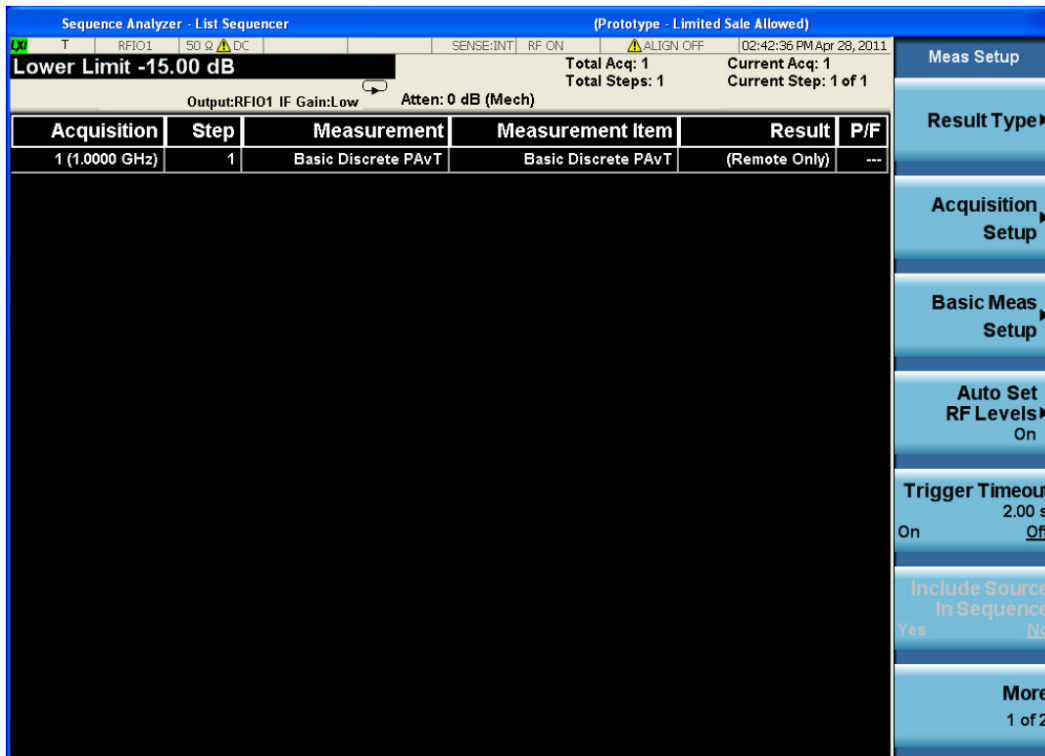 Sequence Analyzer - List Sequencer (Prototype - Limited Sale Allowed)
LXI T RFIO1 50 Ω DC SENSE:INT RF ON ALIGN OFF 02:42:36 PM Apr 28, 2011
Lower Limit -15.00 dB
Total Acq: 1 Current Acq: 1
Total Steps: 1 Current Step: 1 of 1
Output:RFIO1 IF Gain:Low Atten: 0 dB (Mech)
Acquisition Step Measurement Measurement Item Result P/F
1 (1.0000 GHz) 1 Basic Discrete PAvT Basic Discrete PAvT (Remote Only) ---
Meas Setup
Result Type
Acquisition
Setup
Basic Meas
Setup
Auto Set
RF Levels
On
Trigger Timeout
2.00 s
On Off
Include Source
in Sequence
Yes No
More
1 of 2